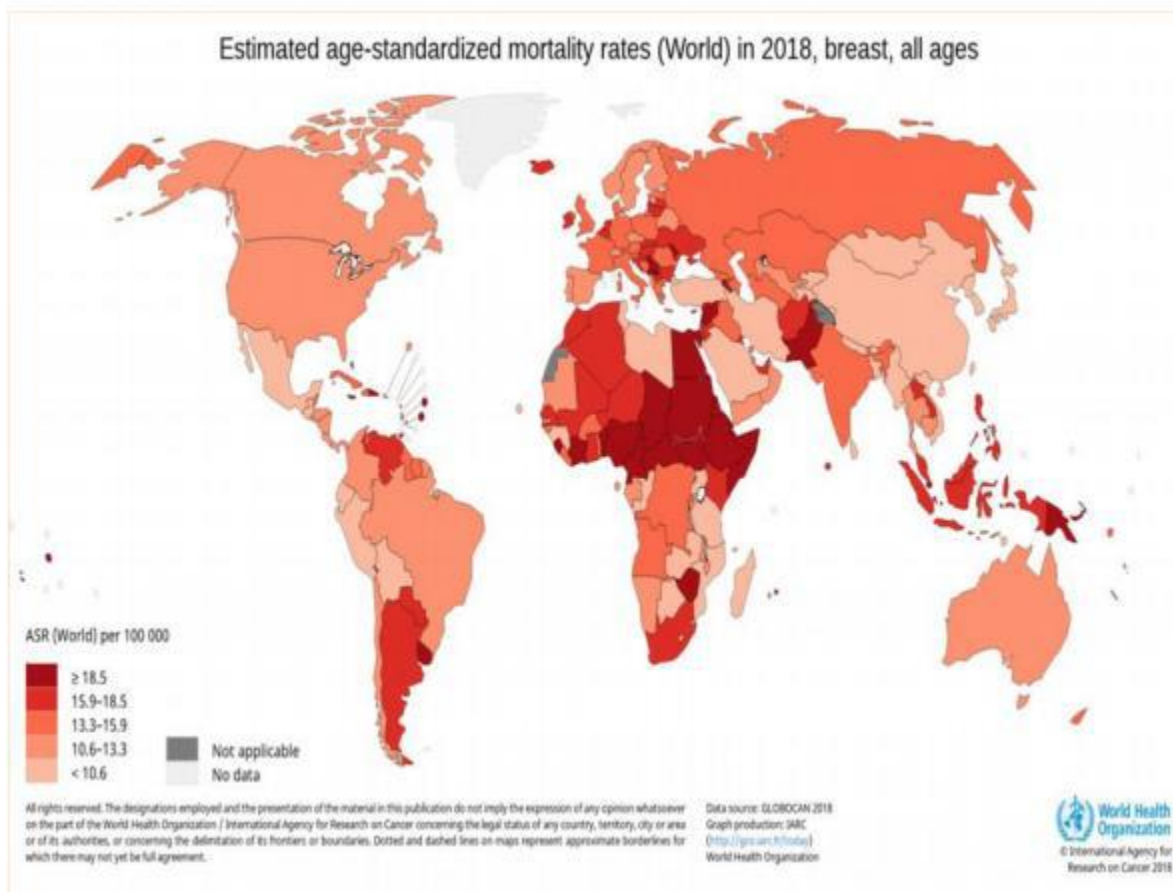 Estimated age-standardized mortality rates (World) in 2018, breast, all ages
ASR (World) per 100 000
≥ 18.5
15.9–18.5
13.3–15.9
10.6–13.3
< 10.6
Not applicable
No data
All rights reserved. The designations employed and the presentation of the material in this publication do not imply the expression of any opinion whatsoever
on the part of the World Health Organization / International Agency for Research on Cancer concerning the legal status of any country, territory, city or area
or of its authorities, or concerning the delimitation of its frontiers or boundaries. Dotted and dashed lines on maps represent approximate borderlines for
which there may not yet be full agreement.
Data source: GLOBOCAN 2018
Graph production: IARC
(http://gco.iarc.fr/today)
World Health Organization
World Health
Organization
© International Agency for
Research on Cancer 2018